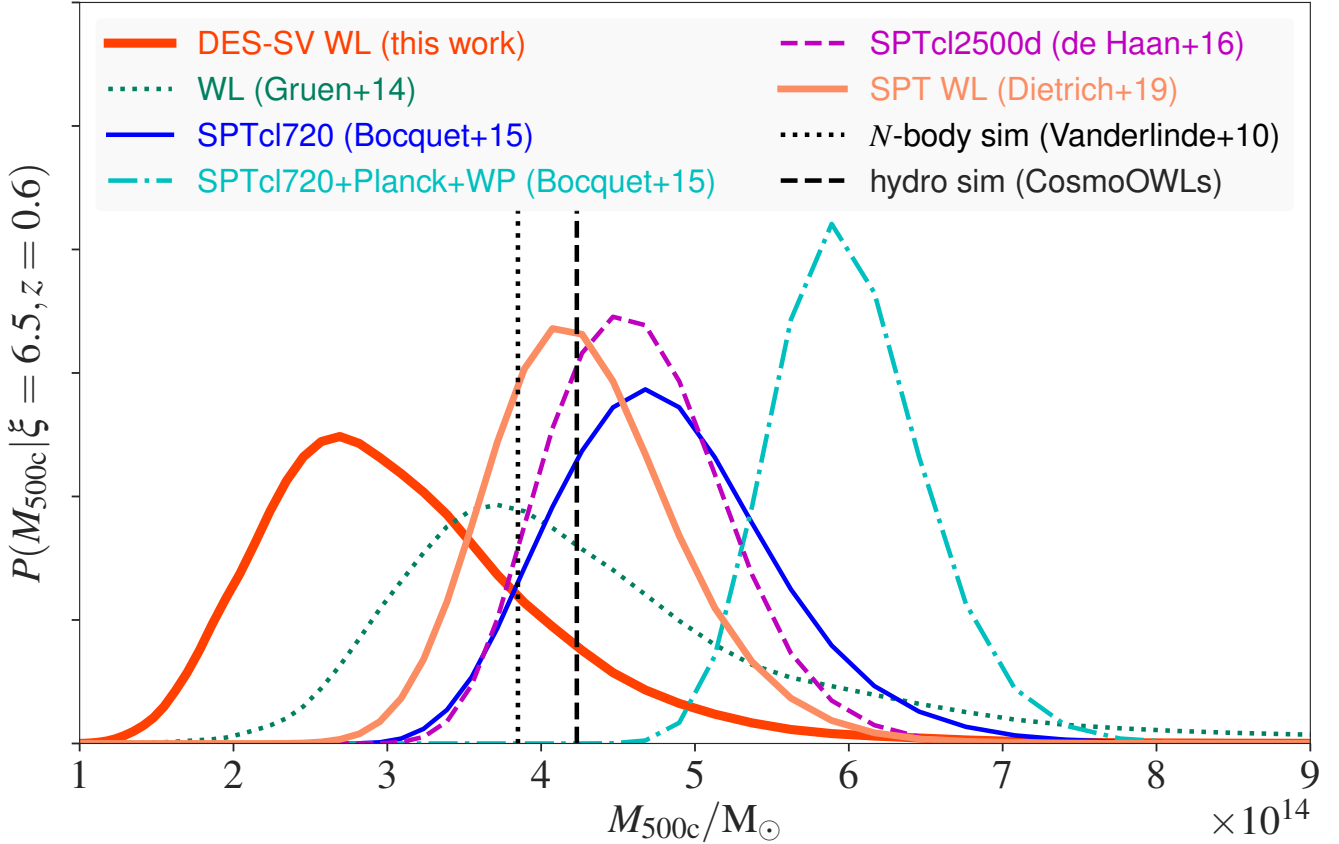 DES-SV WL (this work)
WL (Gruen+14)
SPTcl720 (Bocquet+15)
SPTcl720+Planck+WP (Bocquet+15)
SPTcl2500d (de Haan+16)
SPT WL (Dietrich+19)
N-body sim (Vanderlinde+10)
hydro sim (CosmoOWLs)
P(M500c|ξ = 6.5, z = 0.6)
1 2 3 4 5 6 7 8 9
M500c/M⊙
×10^14